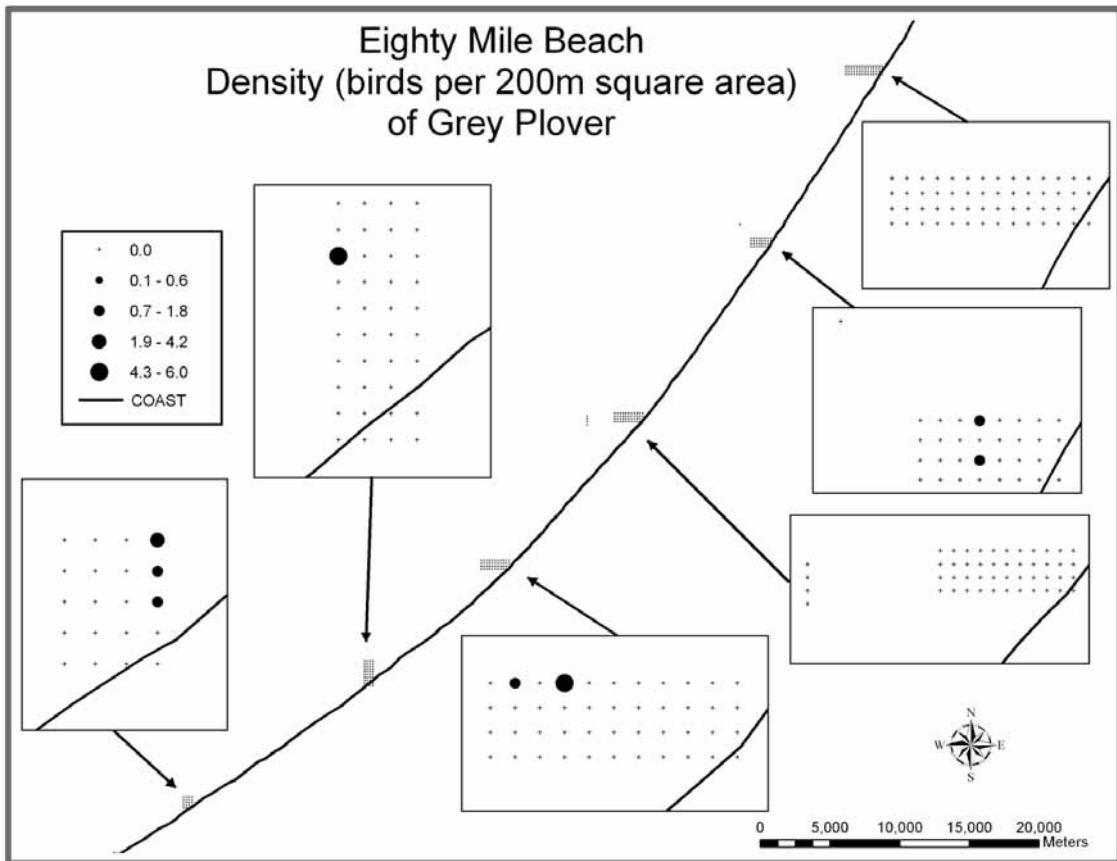 Eighty Mile Beach
Density (birds per 200m square area)
of Grey Plover
0.0
0.1 - 0.6
0.7 - 1.8
1.9 - 4.2
4.3 - 6.0
COAST
N
W E
S
0 5,000 10,000 15,000 20,000
Meters